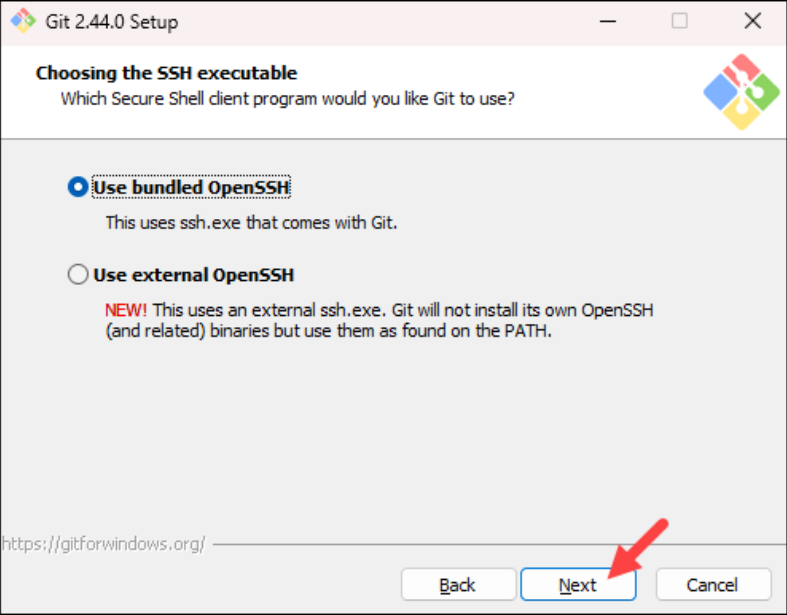 Git 2.44.0 Setup
Choosing the SSH executable
Which Secure Shell client program would you like Git to use?
Use bundled OpenSSH
This uses ssh.exe that comes with Git.
Use external OpenSSH
NEW! This uses an external ssh.exe. Git will not install its own OpenSSH
(and related) binaries but use them as found on the PATH.
https://gitforwindows.org/
Back
Next
Cancel